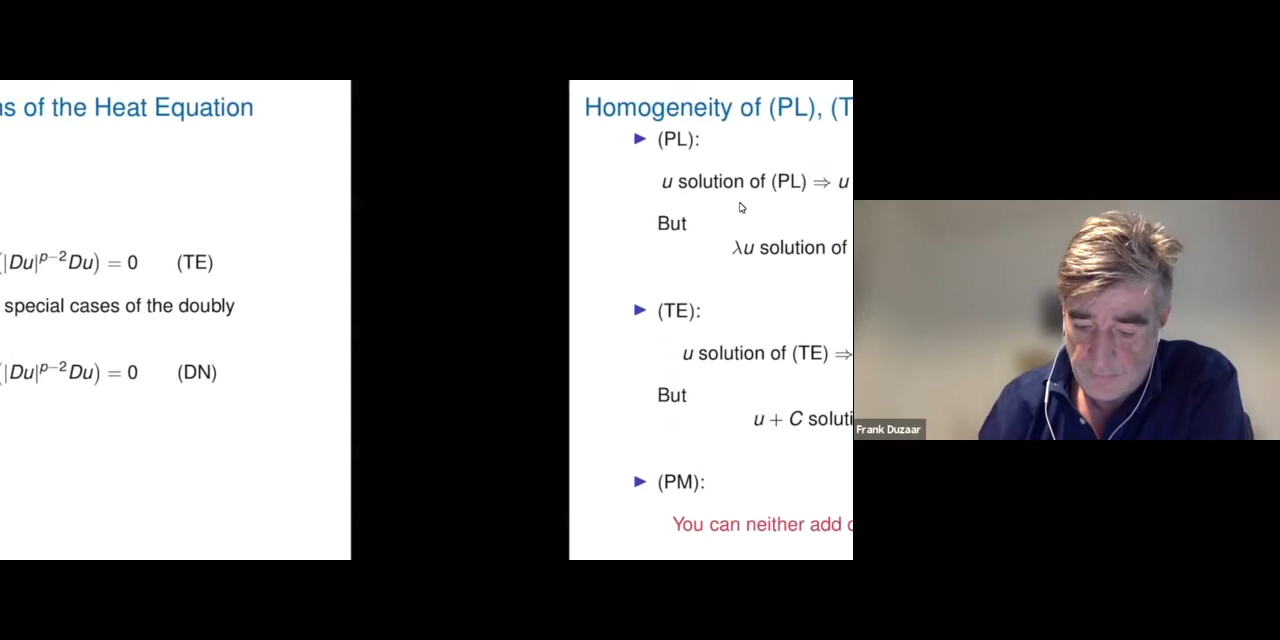 ns of the Heat Equation
(|Du|^{p−2}Du) = 0 (TE)
special cases of the doubly
(|Du|^{p−2}Du) = 0 (DN)
Homogeneity of (PL), (T
► (PL):
u solution of (PL) ⇒ u
But
λu solution of
► (TE):
u solution of (TE) ⇒
But
u + C soluti
► (PM):
You can neither add o
Frank Duzaar